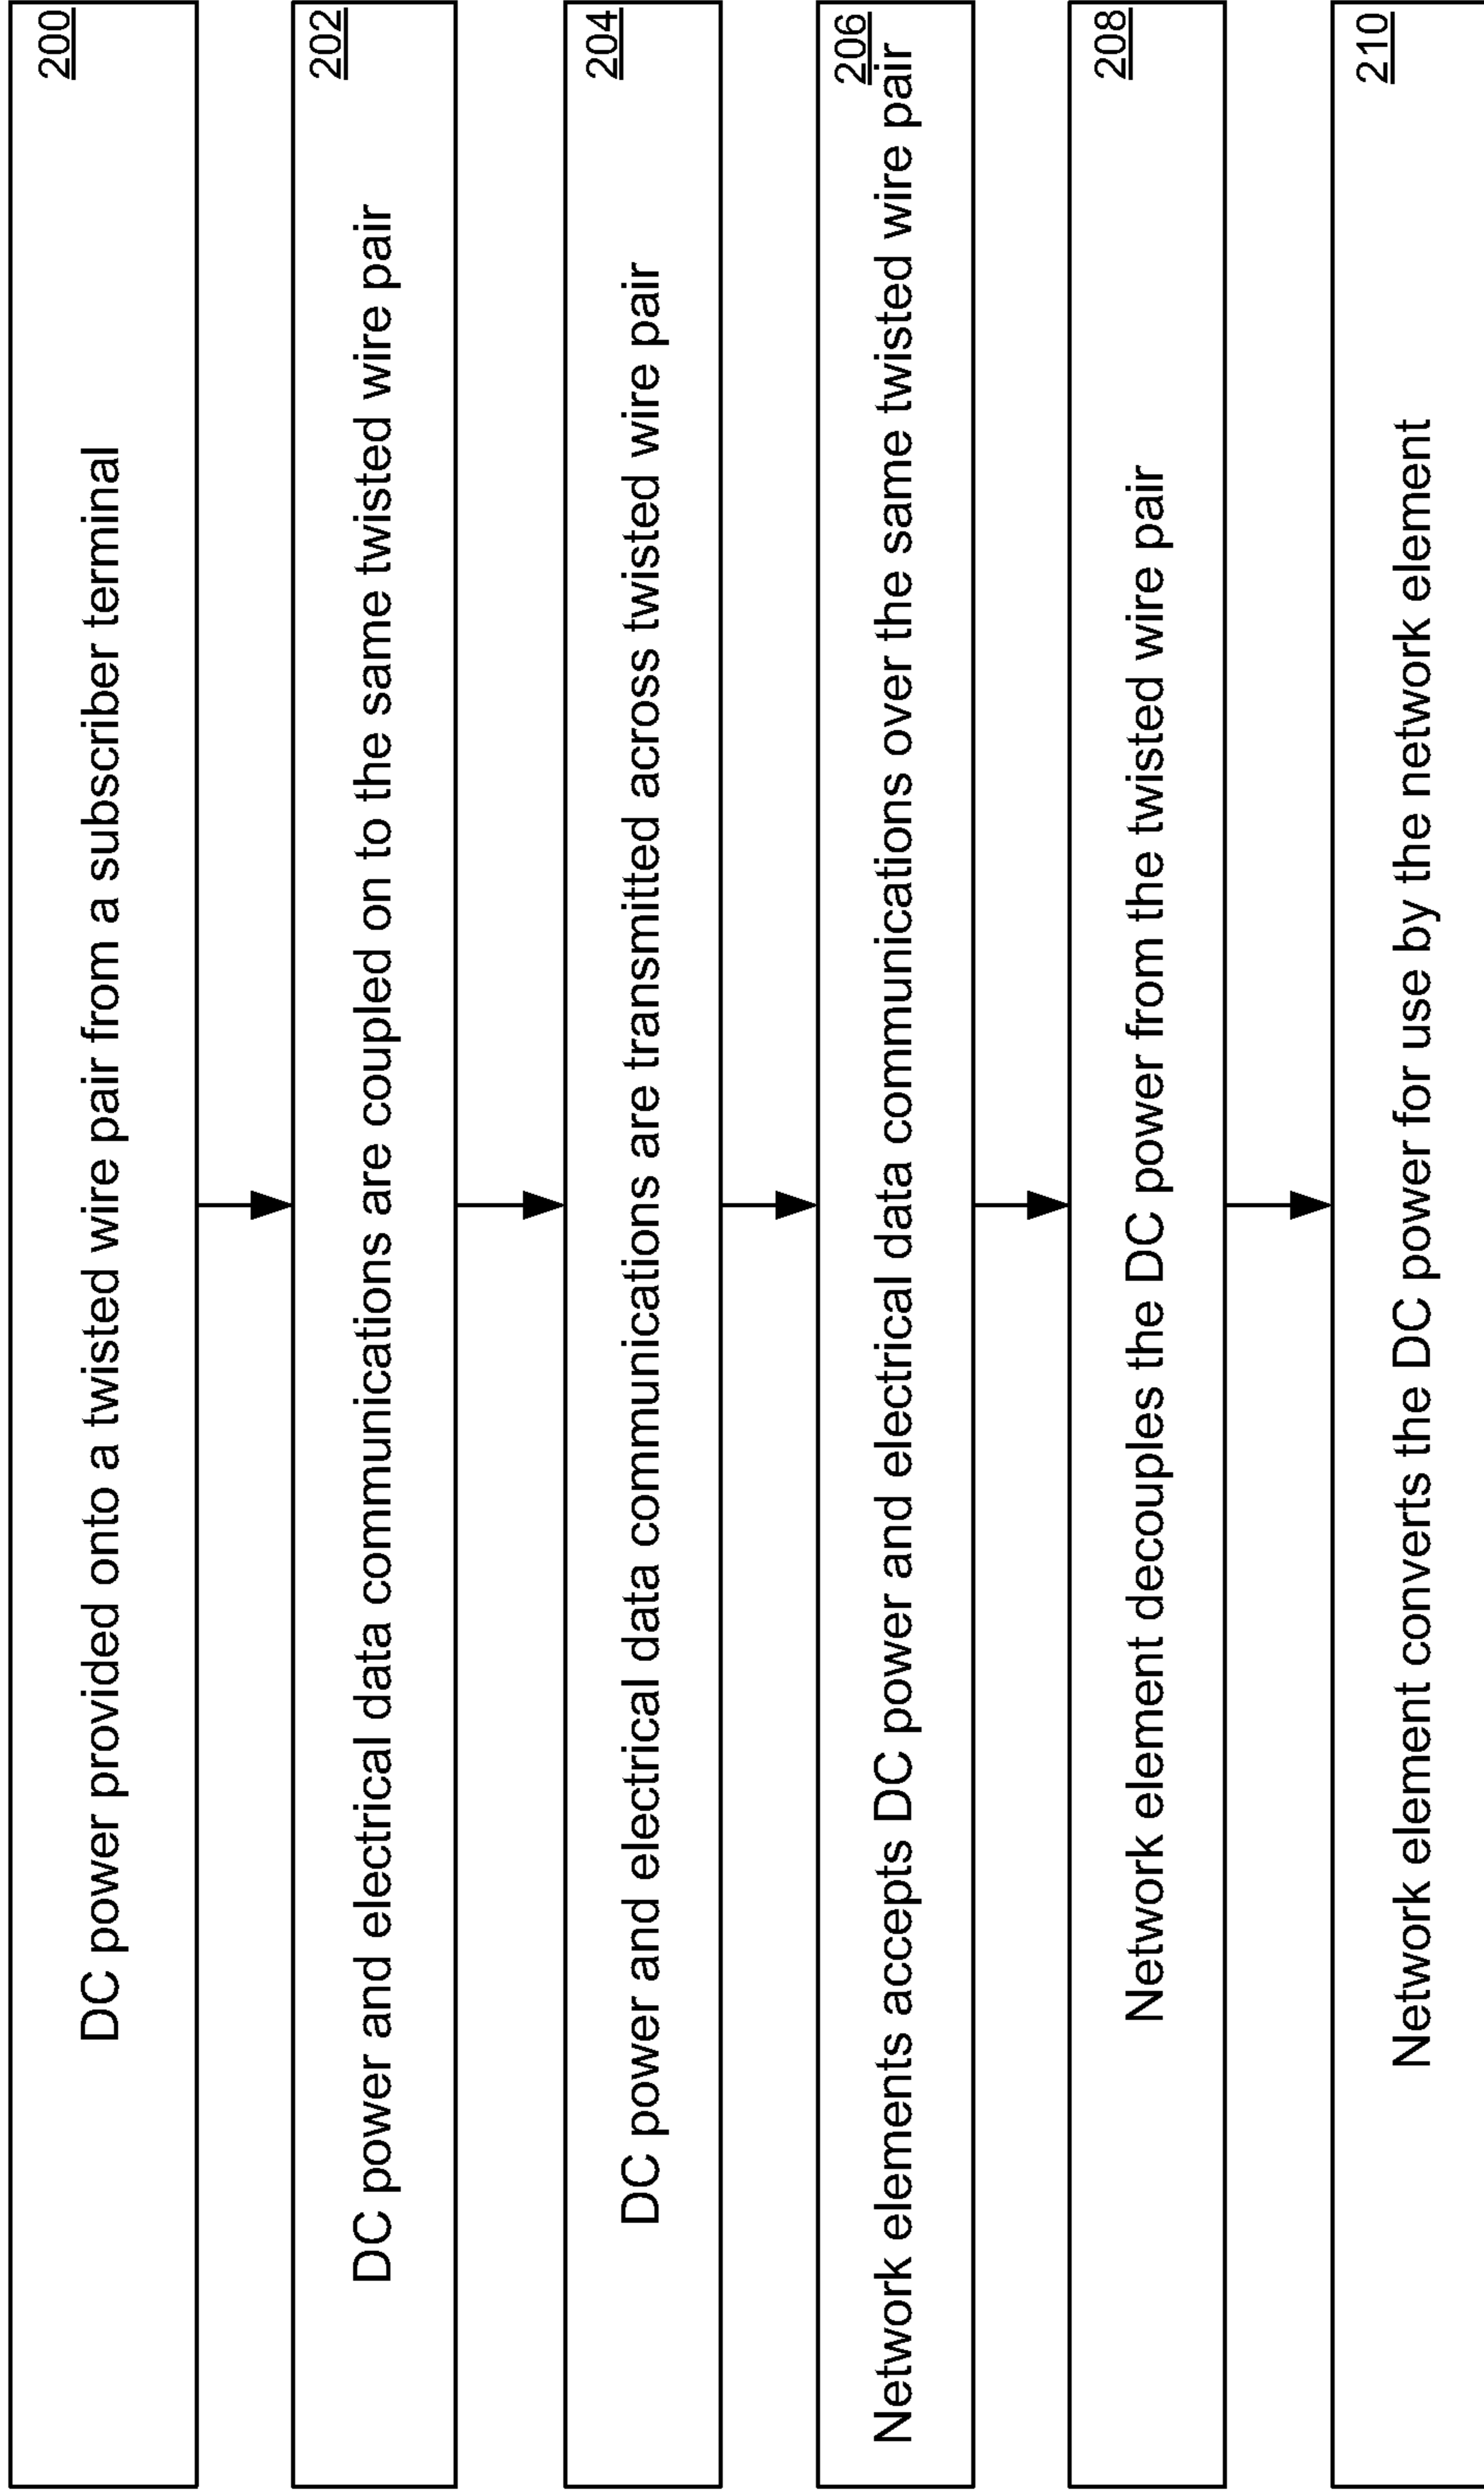 200
DC power provided onto a twisted wire pair from a subscriber terminal
202
DC power and electrical data communications are coupled on to the same twisted wire pair
204
DC power and electrical data communications are transmitted across twisted wire pair
206
Network elements accepts DC power and electrical data communications over the same twisted wire pair
208
Network element decouples the DC power from the twisted wire pair
210
Network element converts the DC power for use by the network element